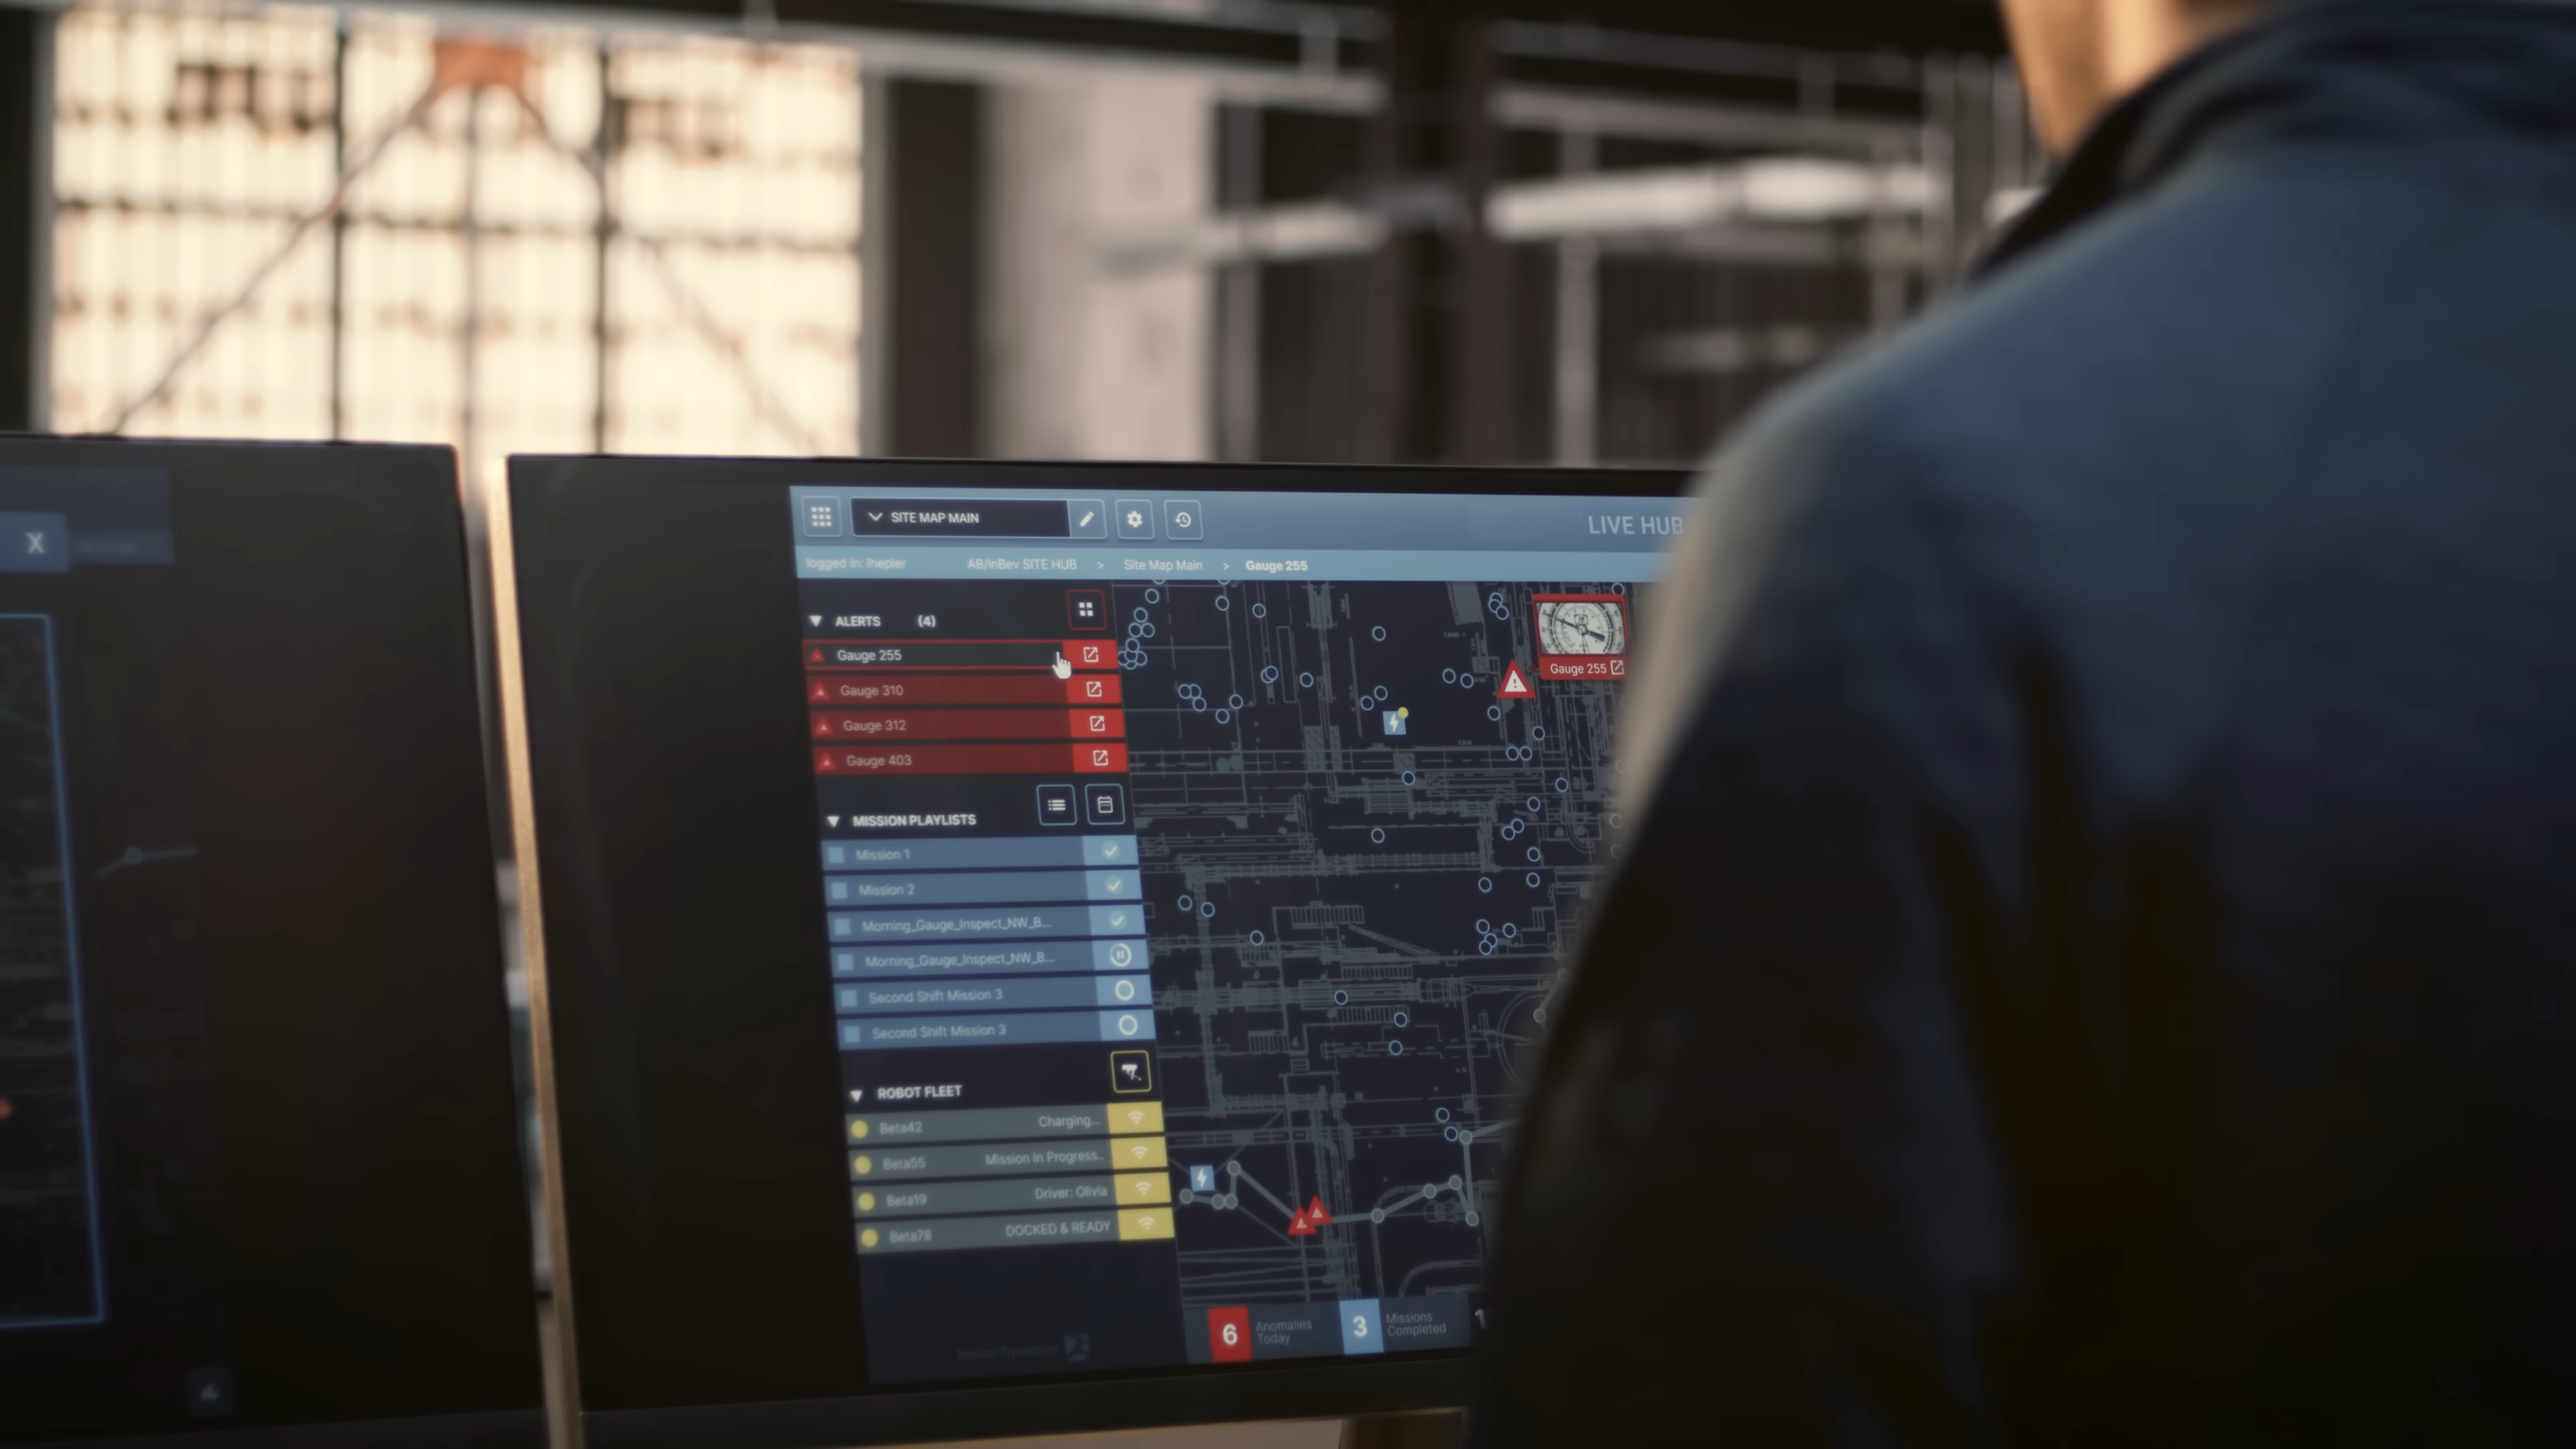 X
SITE MAP MAIN
LIVE HUB
logged in: lhepler
AB/InBev SITE HUB > Site Map Main > Gauge 255
ALERTS (4)
Gauge 255
Gauge 310
Gauge 312
Gauge 403
Gauge 255
MISSION PLAYLISTS
Mission 1
Mission 2
Morning_Gauge_Inspect_NW_B...
Morning_Gauge_Inspect_NW_B...
Second Shift Mission 3
Second Shift Mission 3
ROBOT FLEET
Beta42 Charging...
Beta55 Mission In Progress..
Beta19 Driver: Olivia
Beta78 DOCKED & READY
6 Anomalies
Today
3 Missions
Completed
Boston Dynamics